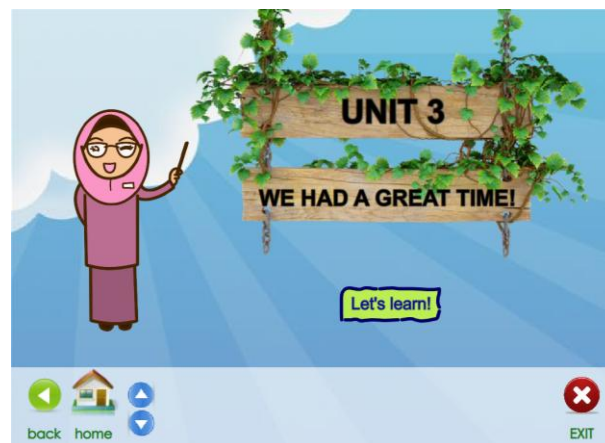 UNIT 3
WE HAD A GREAT TIME!
Let's learn!
back home
EXIT